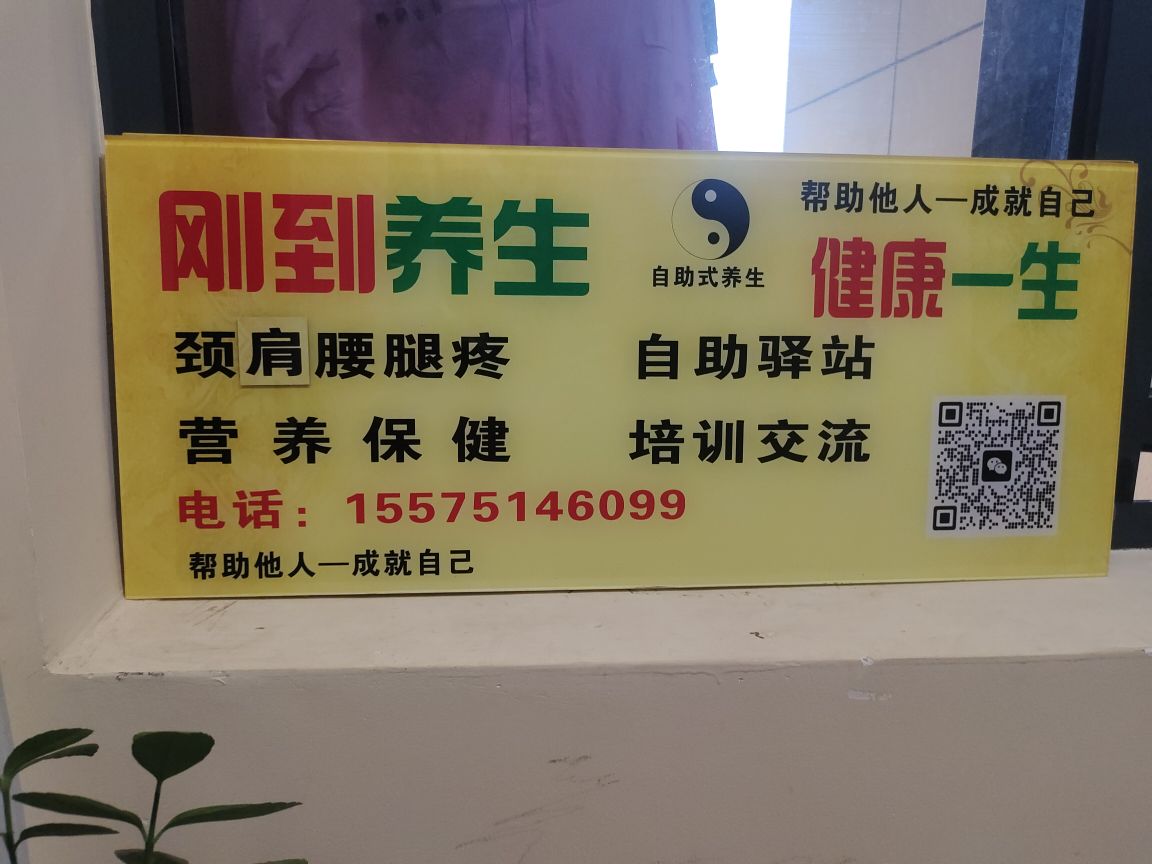 刚到养生
自助式养生
帮助他人—成就自己
健康一生
颈肩腰腿疼
自助驿站
营养保健
培训交流
电话：15575146099
帮助他人—成就自己